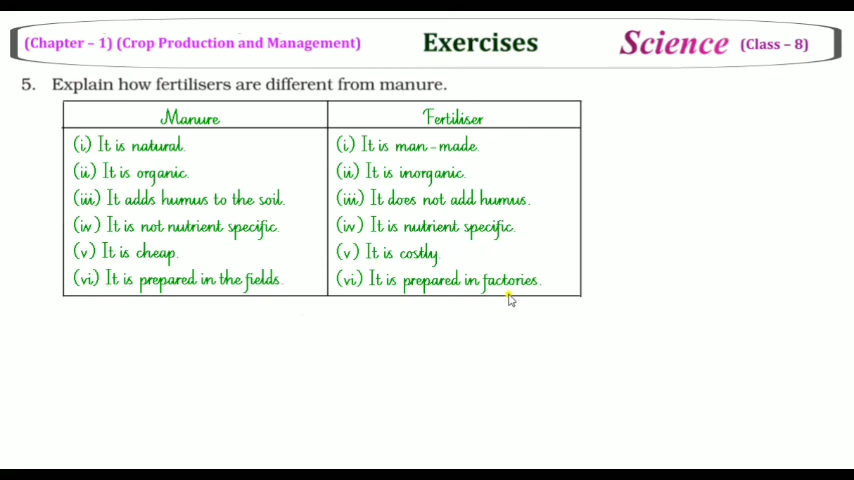 (Chapter – 1) (Crop Production and Management) Exercises Science (Class – 8)
5. Explain how fertilisers are different from manure.
Manure Fertiliser
(i) It is natural. (i) It is man-made.
(ii) It is organic. (ii) It is inorganic.
(iii) It adds humus to the soil. (iii) It does not add humus.
(iv) It is not nutrient specific. (iv) It is nutrient specific.
(v) It is cheap. (v) It is costly.
(vi) It is prepared in the fields. (vi) It is prepared in factories.